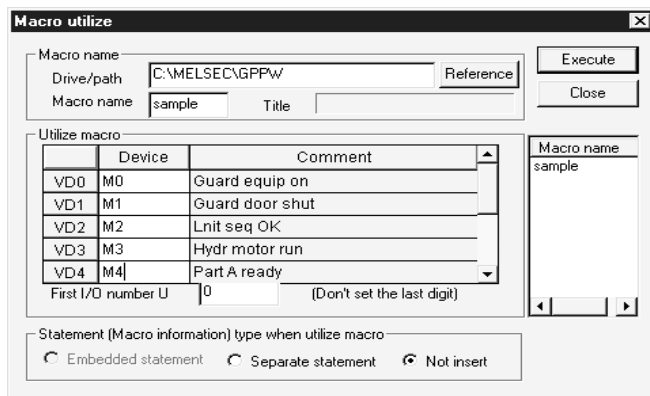 Macro utilize
Macro name
Drive/path C:\MELSEC\GPPW Reference
Macro name sample Title
Execute
Close
Utilize macro
Device Comment
VD0 M0 Guard equip on
VD1 M1 Guard door shut
VD2 M2 Lnit seq OK
VD3 M3 Hydr motor run
VD4 M4 Part A ready
First I/O number U 0 (Don't set the last digit)
Macro name
sample
Statement (Macro information) type when utilize macro
Embedded statement Separate statement Not insert